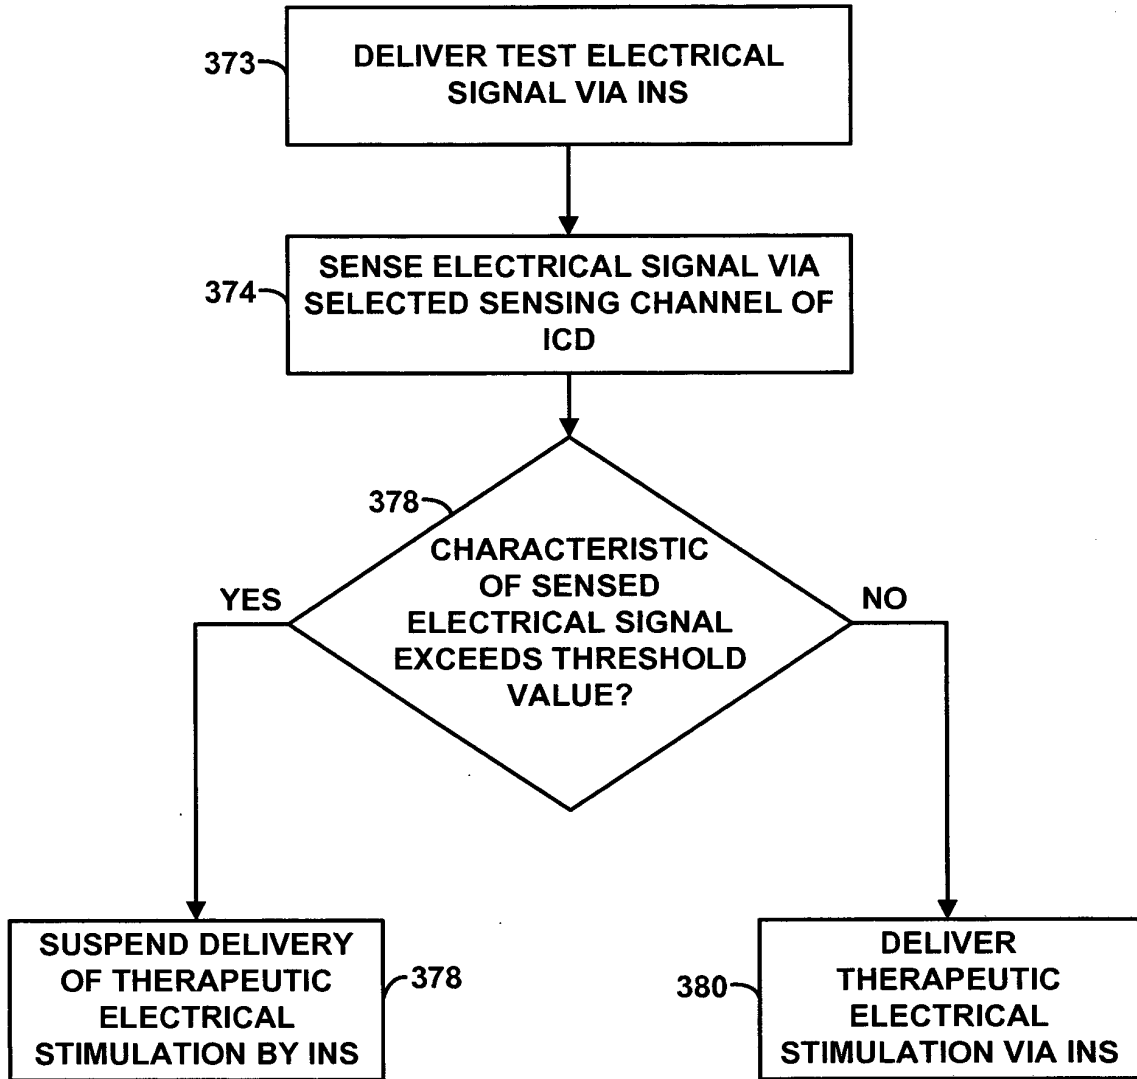 373
DELIVER TEST ELECTRICAL
SIGNAL VIA INS
374
SENSE ELECTRICAL SIGNAL VIA
SELECTED SENSING CHANNEL OF
ICD
378
CHARACTERISTIC
OF SENSED
ELECTRICAL SIGNAL
EXCEEDS THRESHOLD
VALUE?
YES
NO
SUSPEND DELIVERY
OF THERAPEUTIC
ELECTRICAL
STIMULATION BY INS
378
380
DELIVER
THERAPEUTIC
ELECTRICAL
STIMULATION VIA INS